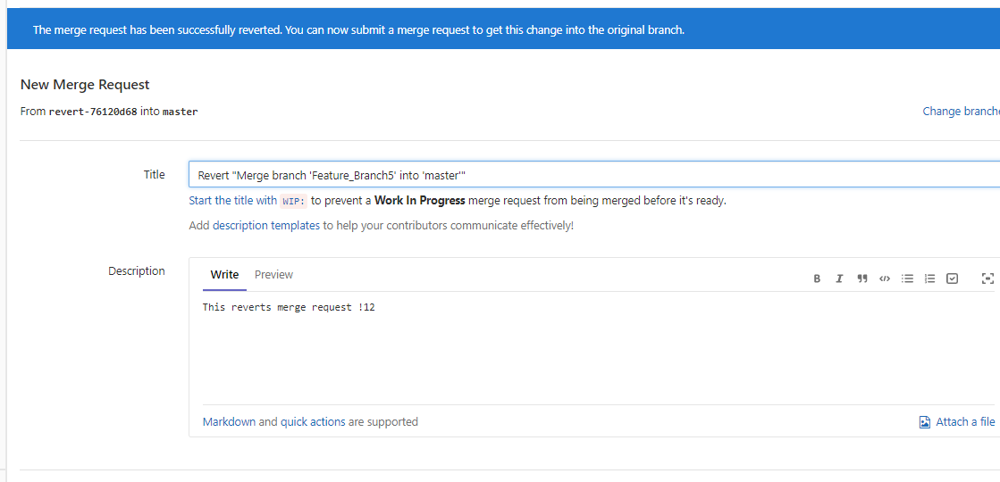 The merge request has been successfully reverted. You can now submit a merge request to get this change into the original branch.
New Merge Request
From revert-76120d68 into master
Change branche
Title
Revert "Merge branch 'Feature_Branch5' into 'master'"
Start the title with WIP: to prevent a Work In Progress merge request from being merged before it's ready.
Add description templates to help your contributors communicate effectively!
Description
Write Preview
This reverts merge request !12
Markdown and quick actions are supported
Attach a file